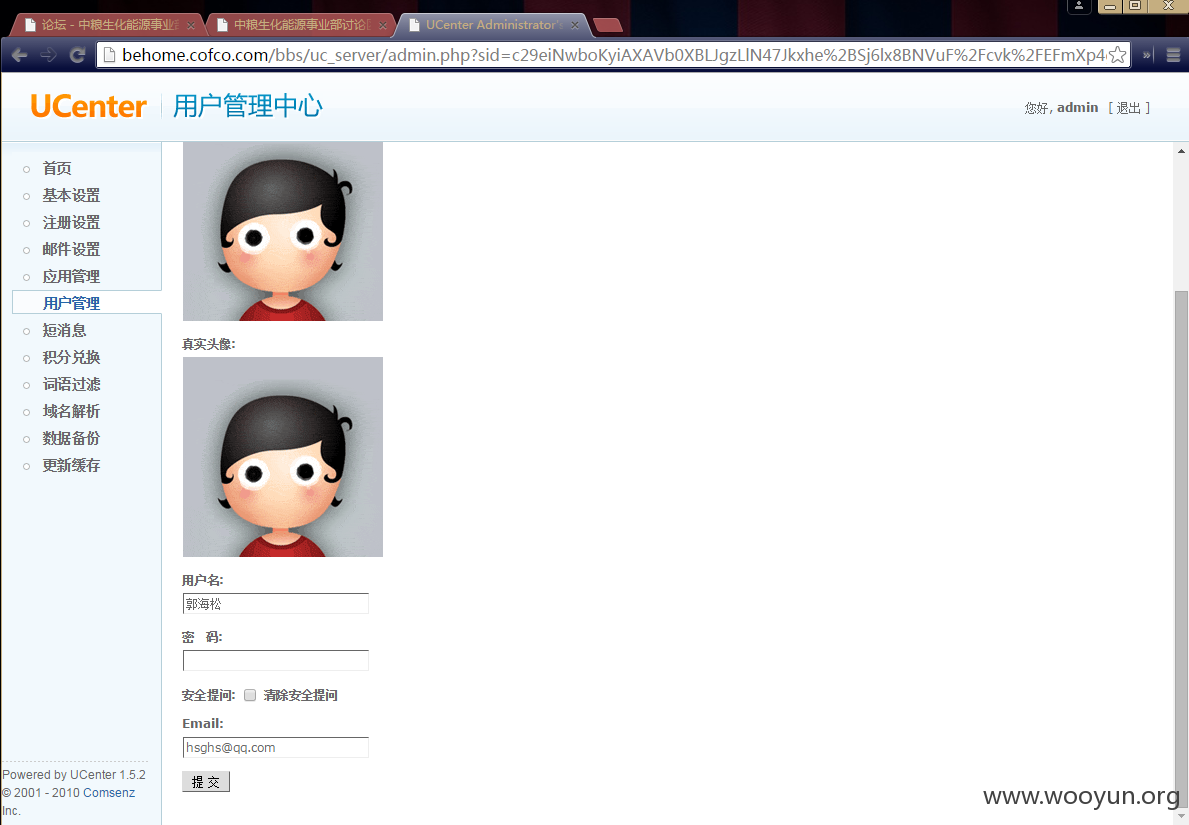 论坛 - 中粮生化能源事业部
中粮生化能源事业部讨论区
UCenter Administrator'
behome.cofco.com/bbs/uc_server/admin.php?sid=c29eiNwboKyiAXAVb0XBLJgzLlN47Jkxhe%2BSj6lx8BNVuF%2Fcvk%2FEFmXp4
UCenter 用户管理中心
您好, admin [ 退出 ]
首页
基本设置
注册设置
邮件设置
应用管理
用户管理
短消息
积分兑换
词语过滤
域名解析
数据备份
更新缓存
真实头像:
用户名:
郭海松
密 码:
安全提问: 清除安全提问
Email:
hsghs@qq.com
提 交
Powered by UCenter 1.5.2
© 2001 - 2010 Comsenz
Inc.
www.wooyun.org